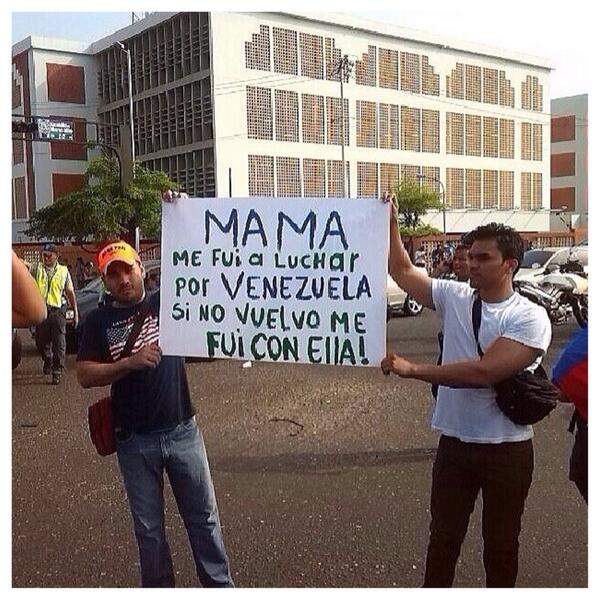 MAMA
ME FUi A LUCHAR
POR VENEZUELA
Si NO VUELVO ME
FUI CON EllA!